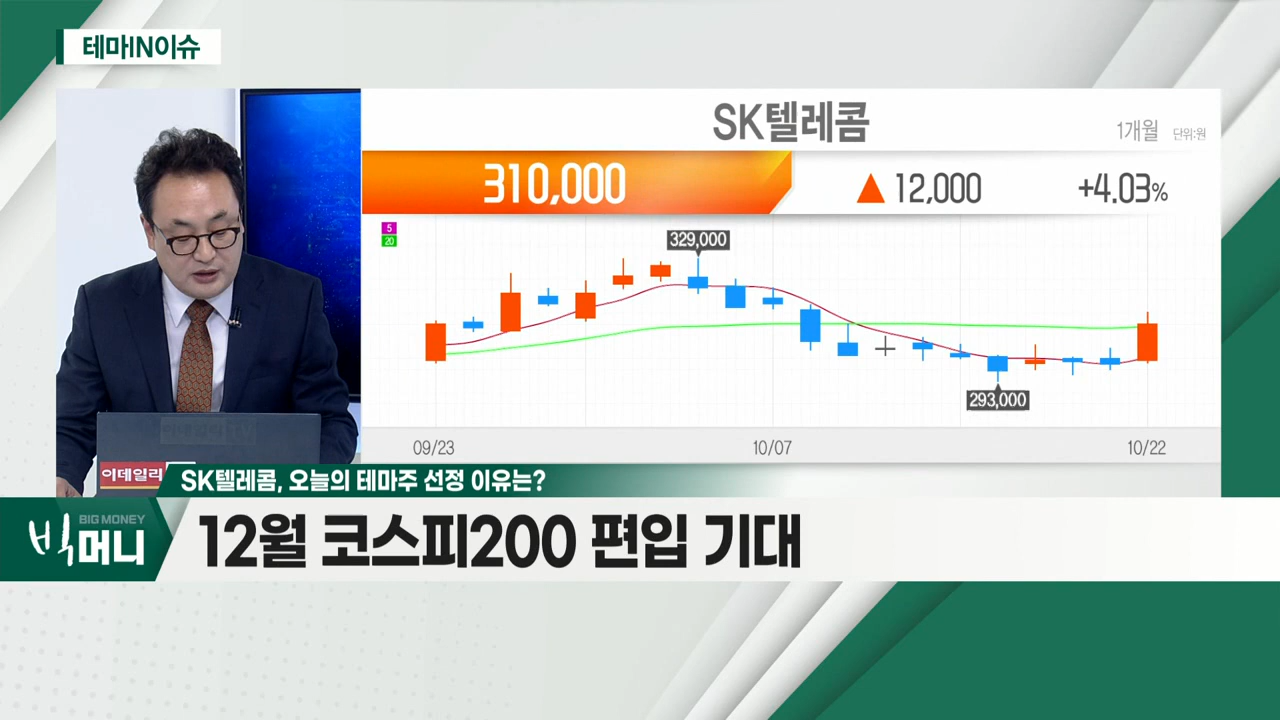 테마IN이슈
SK텔레콤
1개월 단위:원
310,000 ▲ 12,000 +4.03%
5
20
329,000
293,000
09/23 10/07 10/22
이데일리
SK텔레콤, 오늘의 테마주 선정 이유는?
BIG MONEY
빅머니
12월 코스피200 편입 기대